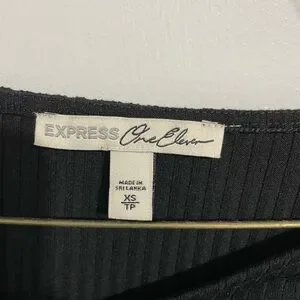 EXPRESS One Eleven
MADE IN
SRI LANKA
XS
TP